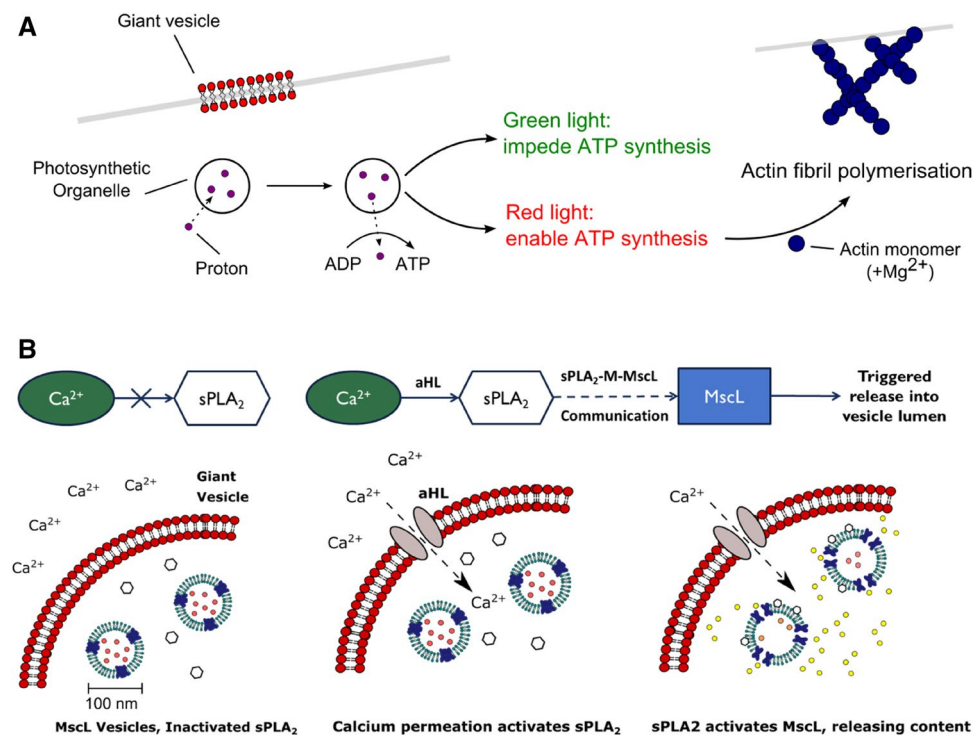 A
Giant vesicle
Photosynthetic
Organelle
Proton
ADP
ATP
Green light:
impede ATP synthesis
Red light:
enable ATP synthesis
Actin fibril polymerisation
Actin monomer
(+Mg²⁺)
B
Ca²⁺
sPLA₂
Ca²⁺
aHL
sPLA₂
sPLA₂-M-MscL
Communication
MscL
Triggered
release into
vesicle lumen
Ca²⁺
Ca²⁺
Ca²⁺
Ca²⁺
Giant
Vesicle
100 nm
MscL Vesicles, Inactivated sPLA₂
Ca²⁺
Ca²⁺
aHL
Ca²⁺
Ca²⁺
Calcium permeation activates sPLA₂
Ca²⁺
sPLA2 activates MscL, releasing content